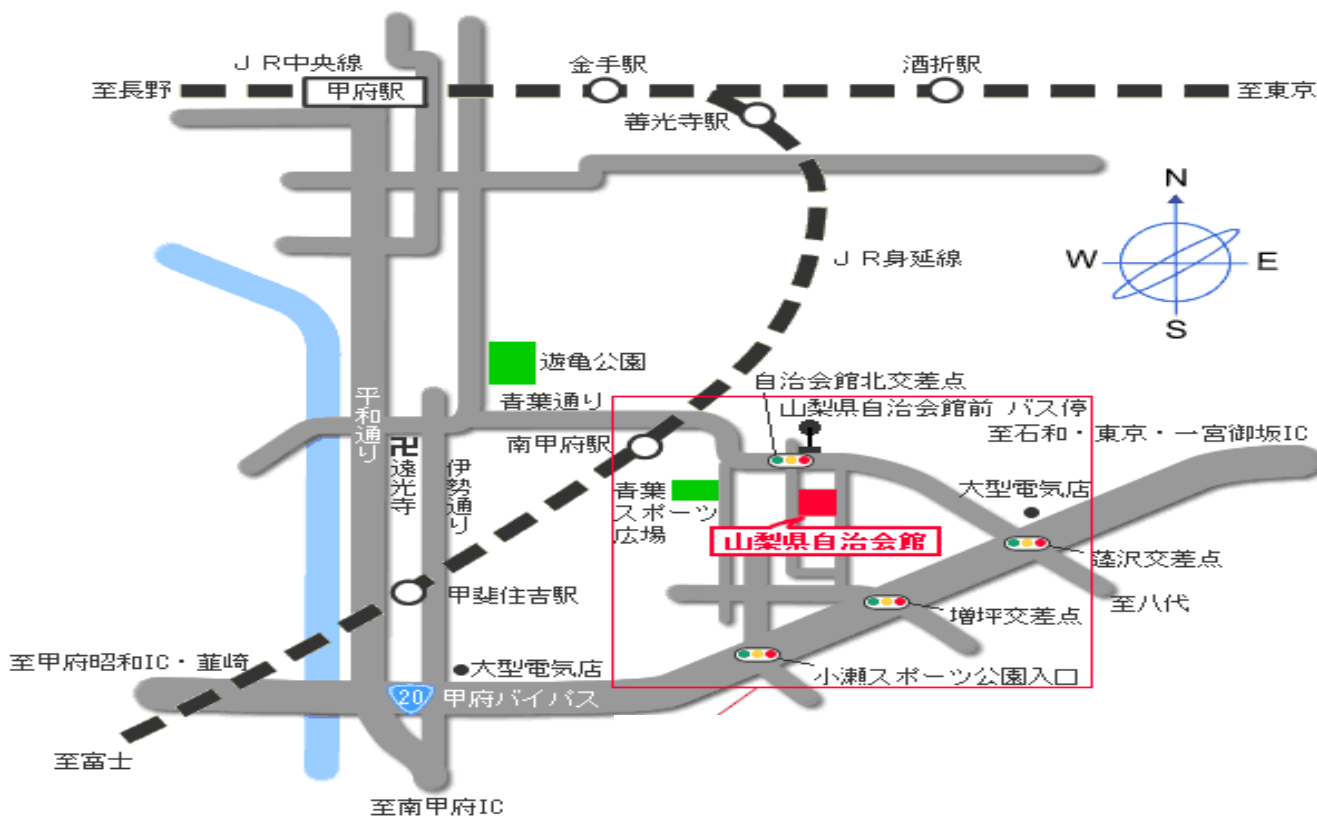 ＪＲ中央線
金手駅
酒折駅
至長野
甲府駅
至東京
善光寺駅
N
ＪＲ身延線
W
E
S
遊亀公園
自治会館北交差点
平和通り
青葉通り
山梨県自治会館前 バス停
南甲府駅
至石和・東京・一宮御坂IC
卍
遠光寺
伊勢通り
青葉
スポーツ
広場
大型電気店
山梨県自治会館
蓬沢交差点
甲斐住吉駅
至八代
増坪交差点
至甲府昭和IC・韮崎
大型電気店
小瀬スポーツ公園入口
20
甲府バイパス
至富士
至南甲府IC